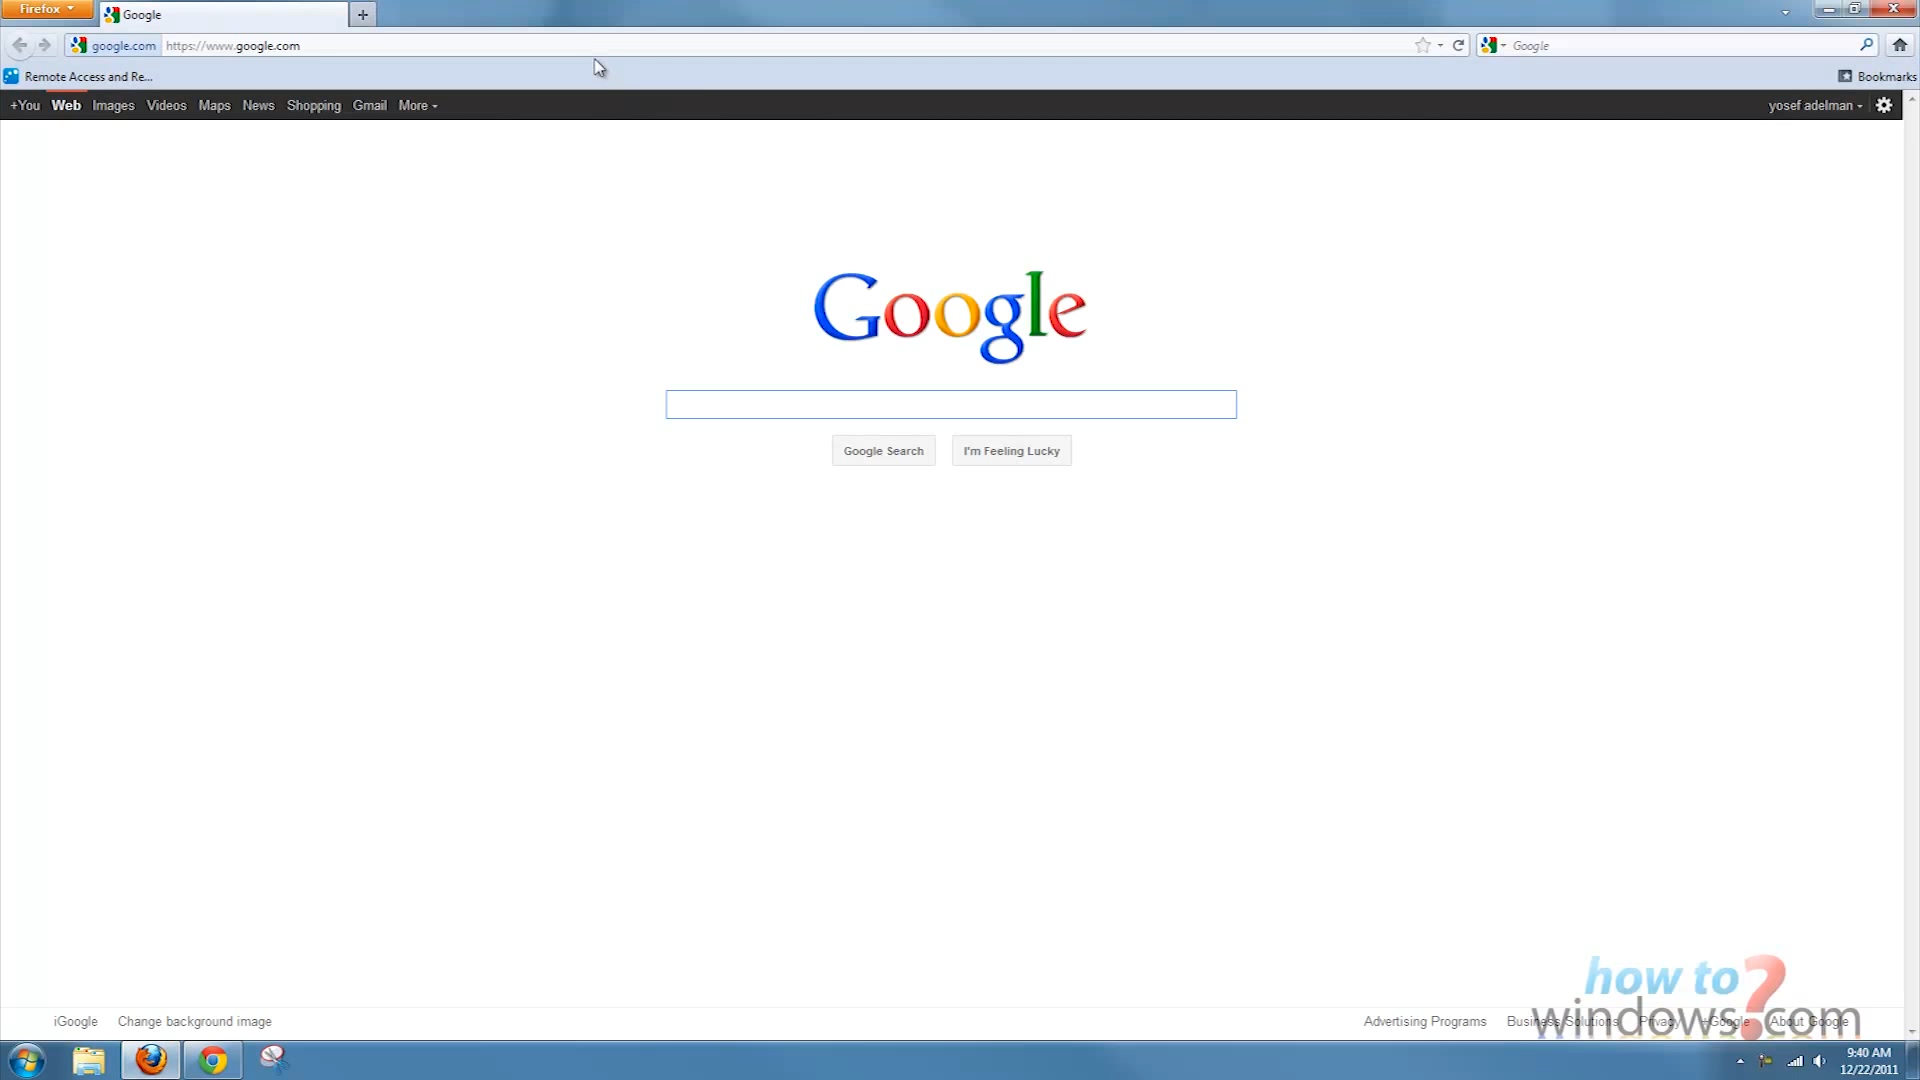 Firefox
Google
google.com https://www.google.com
Google
Remote Access and Re...
Bookmarks
+You Web Images Videos Maps News Shopping Gmail More
yosef adelman
Google
Google Search
I'm Feeling Lucky
how to?
windows.com
iGoogle
Change background image
Advertising Programs
Business Solutions
Privacy
+Google
About Google
9:40 AM
12/22/2011